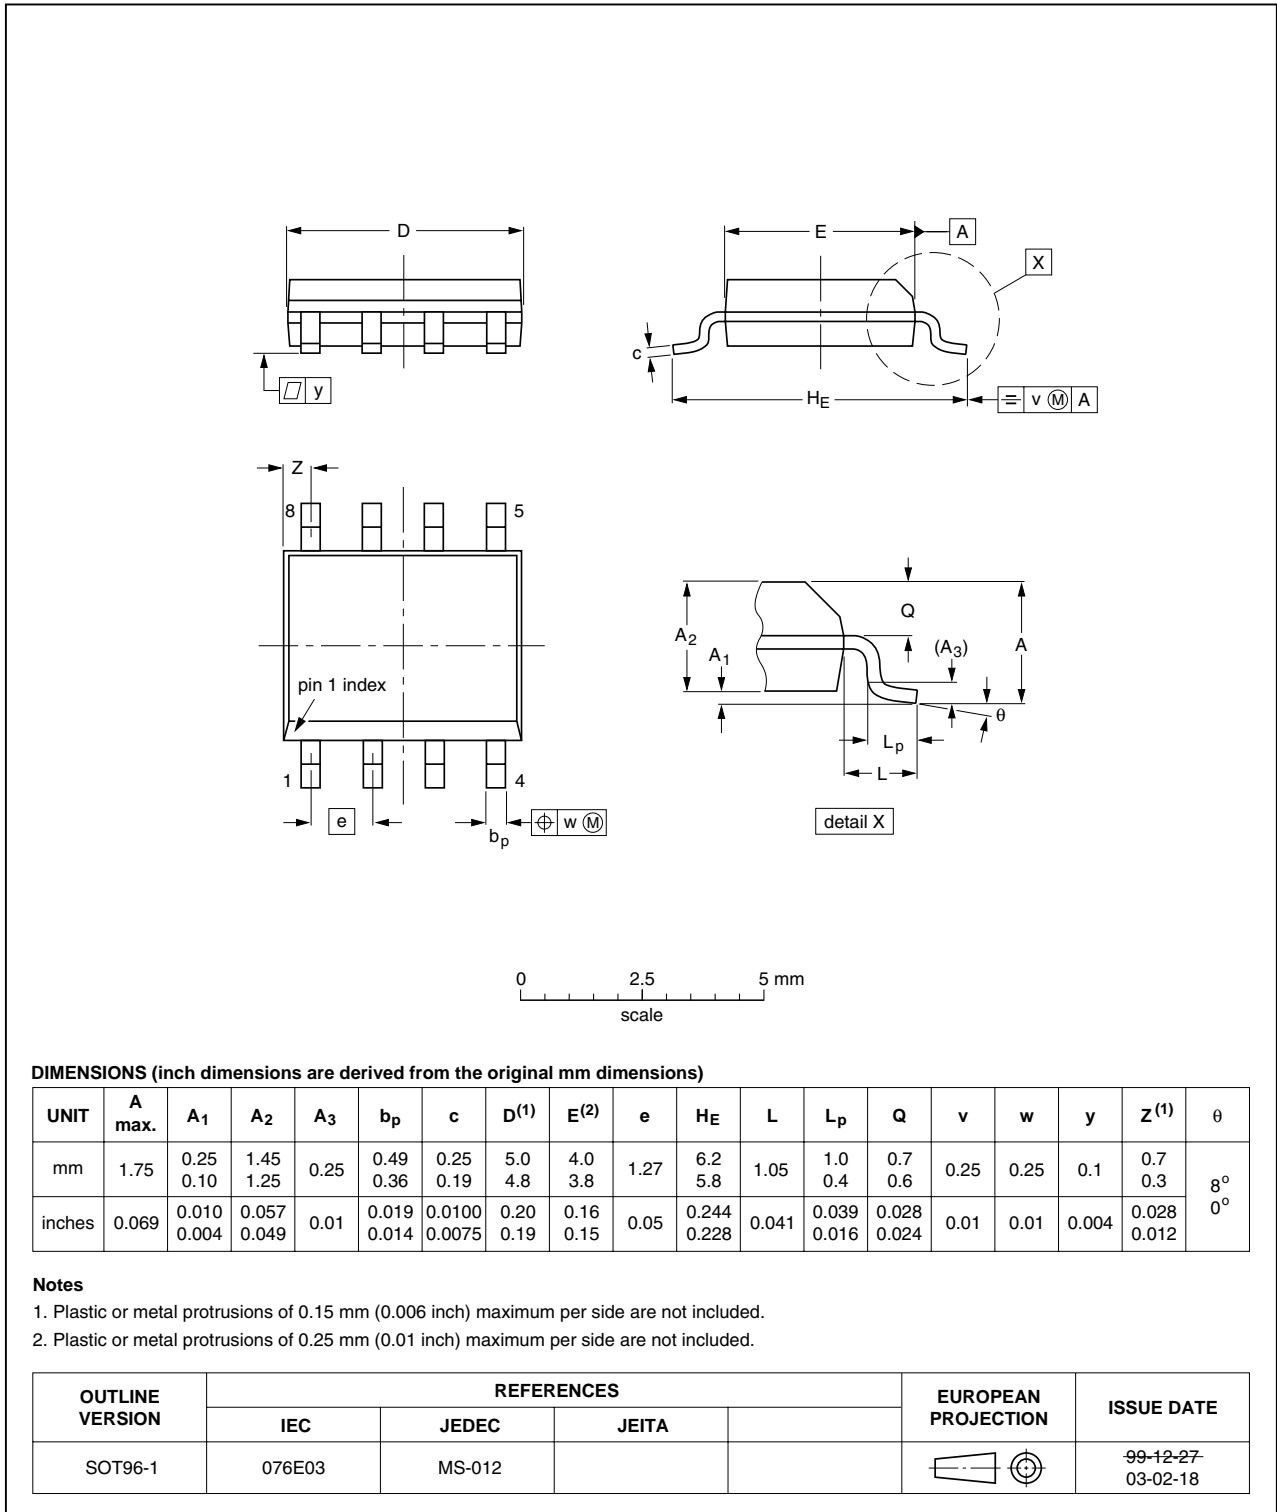 D
E
A
X
y
c
HE
v M A
Z
8
5
pin 1 index
1
4
e
bp
w M
A2
A1
Q
(A3)
A
θ
Lp
L
detail X
0 2.5 5 mm
scale
DIMENSIONS (inch dimensions are derived from the original mm dimensions)
UNIT A max. A1 A2 A3 bp c D(1) E(2) e HE L Lp Q v w y Z(1) θ
mm 1.75 0.25 0.10 1.45 1.25 0.25 0.49 0.36 0.25 0.19 5.0 4.8 4.0 3.8 1.27 6.2 5.8 1.05 1.0 0.4 0.7 0.6 0.25 0.25 0.1 0.7 0.3 8° 0°
inches 0.069 0.010 0.004 0.057 0.049 0.01 0.019 0.014 0.0100 0.0075 0.20 0.19 0.16 0.15 0.05 0.244 0.228 0.041 0.039 0.016 0.028 0.024 0.01 0.01 0.004 0.028 0.012
Notes
1. Plastic or metal protrusions of 0.15 mm (0.006 inch) maximum per side are not included.
2. Plastic or metal protrusions of 0.25 mm (0.01 inch) maximum per side are not included.
OUTLINE VERSION
REFERENCES
EUROPEAN PROJECTION
ISSUE DATE
IEC JEDEC JEITA
SOT96-1 076E03 MS-012
99-12-27
03-02-18